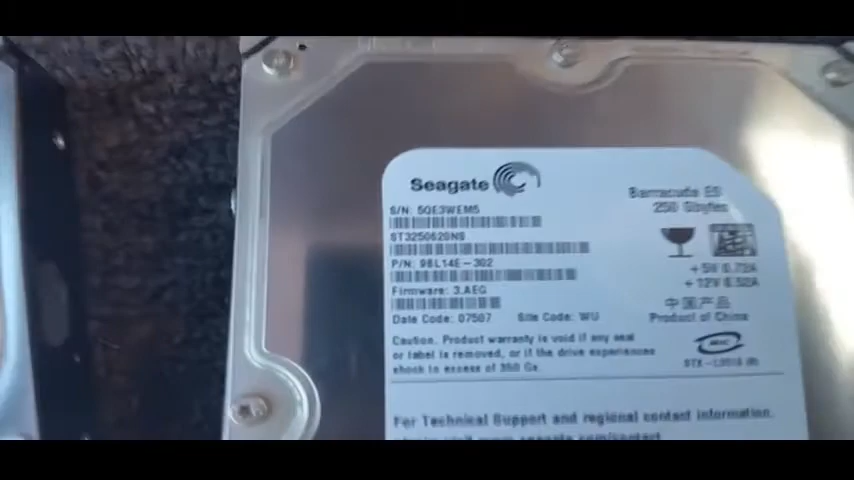 Seagate
Barracuda ES
250 Gbytes
S/N: 5QE3WEM5
ST3250620NS
P/N: 9BL14E-302
Firmware: 3.AEG
+5V 0.72A
+12V 0.52A
中国产品
Product of China
Date Code: 07507 Site Code: WU
Caution. Product warranty is void if any seal
or label is removed, or if the drive experiences
shock in excess of 350 Gs.
For Technical Support and regional contact information,